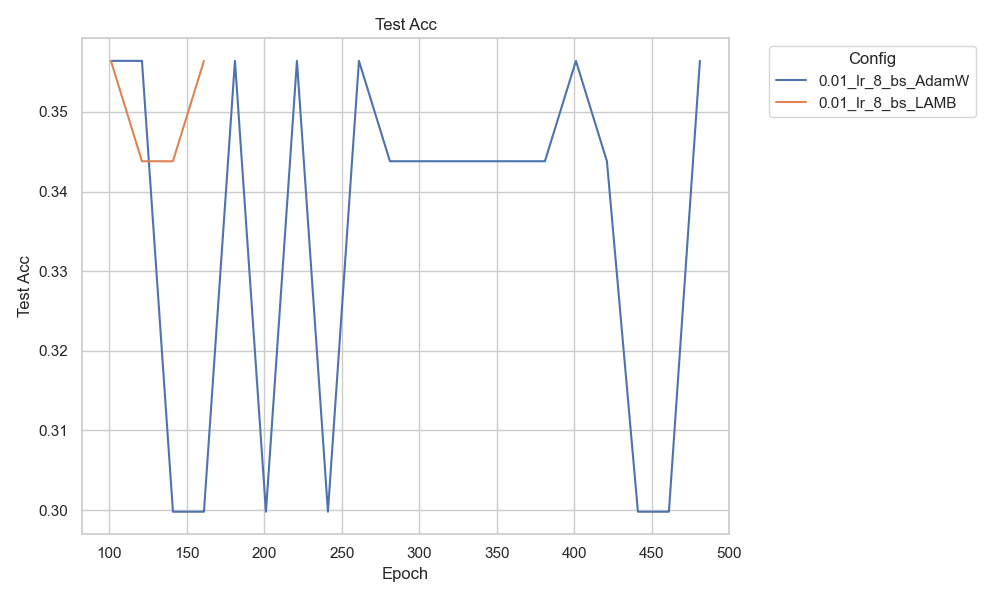 Test Acc
Config
0.01_lr_8_bs_AdamW
0.01_lr_8_bs_LAMB
Test Acc
0.35
0.34
0.33
0.32
0.31
0.30
100 150 200 250 300 350 400 450 500
Epoch